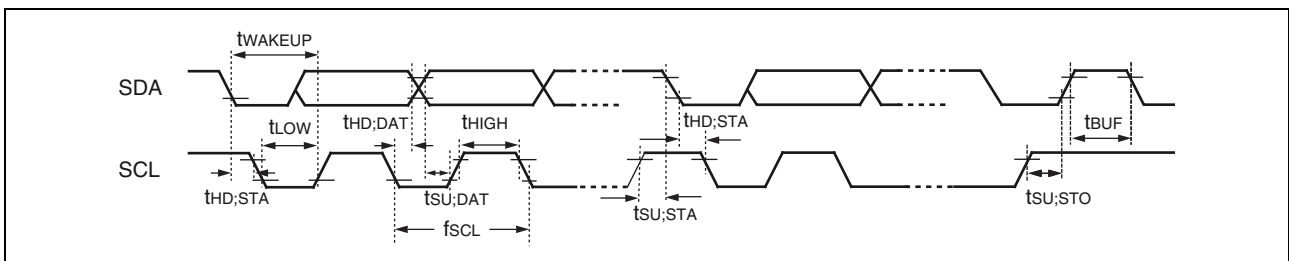 tWAKEUP
SDA
tHD;DAT
tHIGH
tHD;STA
tLOW
tBUF
SCL
tHD;STA
tSU;DAT
tSU;STA
tSU;STO
fSCL